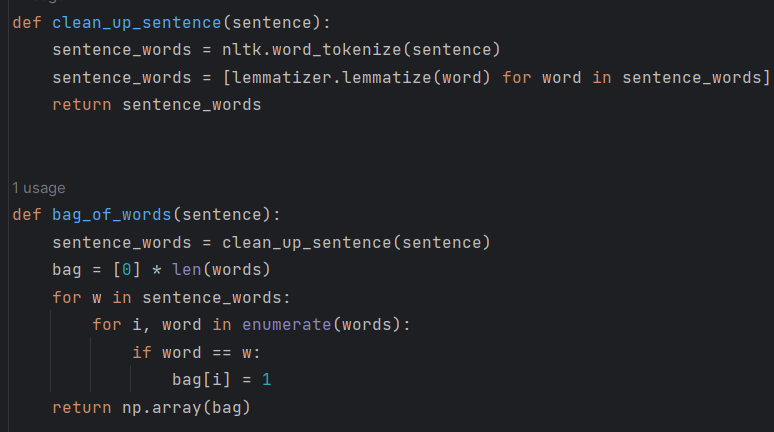 def clean_up_sentence(sentence):
    sentence_words = nltk.word_tokenize(sentence)
    sentence_words = [lemmatizer.lemmatize(word) for word in sentence_words]
    return sentence_words
1 usage
def bag_of_words(sentence):
    sentence_words = clean_up_sentence(sentence)
    bag = [0] * len(words)
    for w in sentence_words:
        for i, word in enumerate(words):
            if word == w:
                bag[i] = 1
    return np.array(bag)